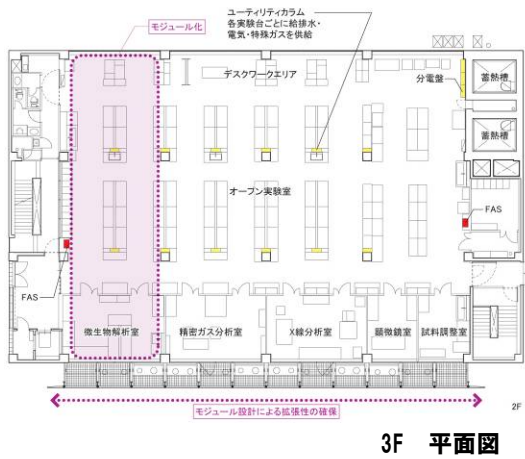 ユーティリティカラム
各実験台ごとに給排水・
電気・特殊ガスを供給
モジュール化
デスクワークエリア
分電盤
蓄熱槽
蓄熱槽
オープン実験室
FAS
FAS
微生物解析室
精密ガス分析室
X線分析室
顕微鏡室
試料調整室
モジュール設計による拡張性の確保
2F
3F 平面図